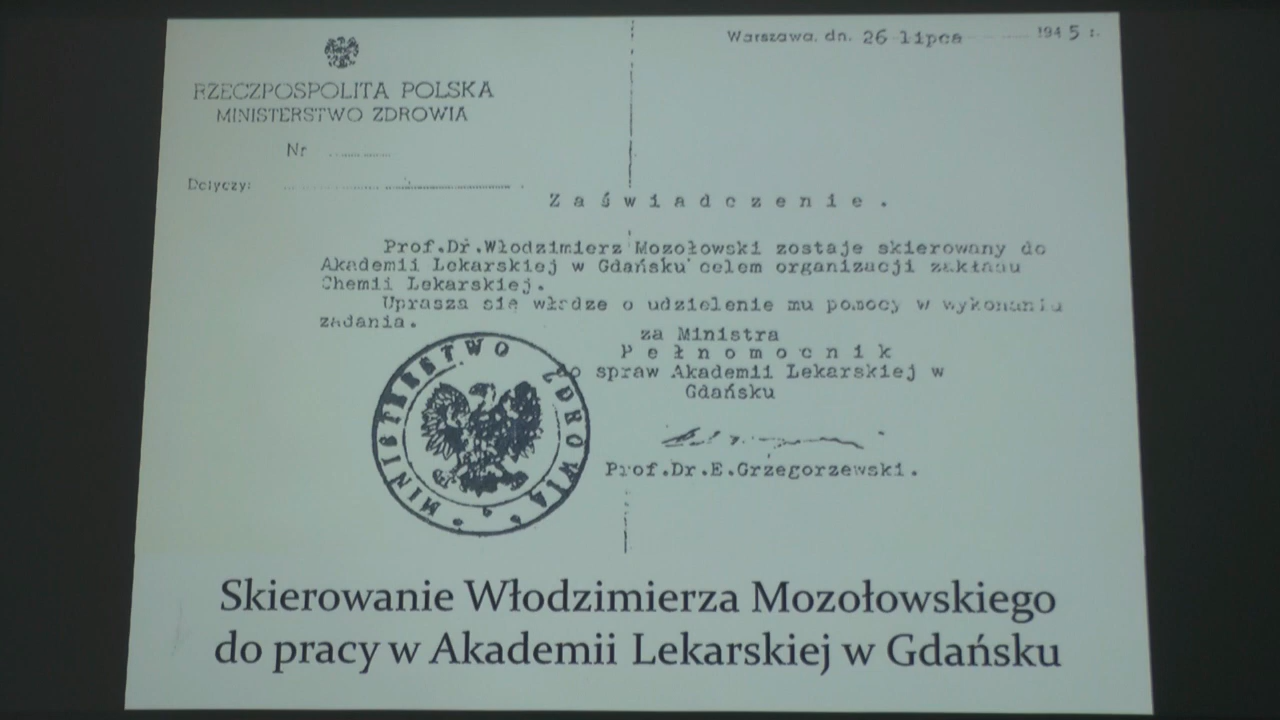 Warszawa, dn. 26 lipca 1945 r.
RZECZPOSPOLITA POLSKA
MINISTERSTWO ZDROWIA
Nr
Dotyczy:
Zaświadczenie.
Prof.Dr.Włodzimierz Mozołowski zostaje skierowany do
Akademii Lekarskiej w Gdańsku celem organizacji zakładu
Chemii Lekarskiej.
Uprasza się władze o udzielenie mu pomocy w wykonaniu
zadania.
za Ministra
Pełnomocnik
do spraw Akademii Lekarskiej w
Gdańsku
Prof.Dr.E.Grzegorzewski.
MINISTERSTWO ZDROWIA
Skierowanie Włodzimierza Mozołowskiego
do pracy w Akademii Lekarskiej w Gdańsku